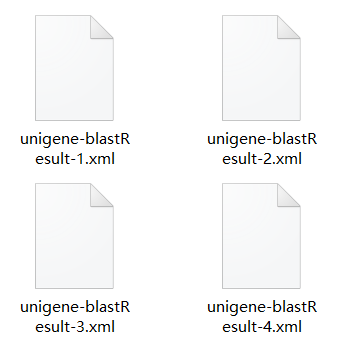 unigene-blastR
esult-1.xml
unigene-blastR
esult-2.xml
unigene-blastR
esult-3.xml
unigene-blastR
esult-4.xml